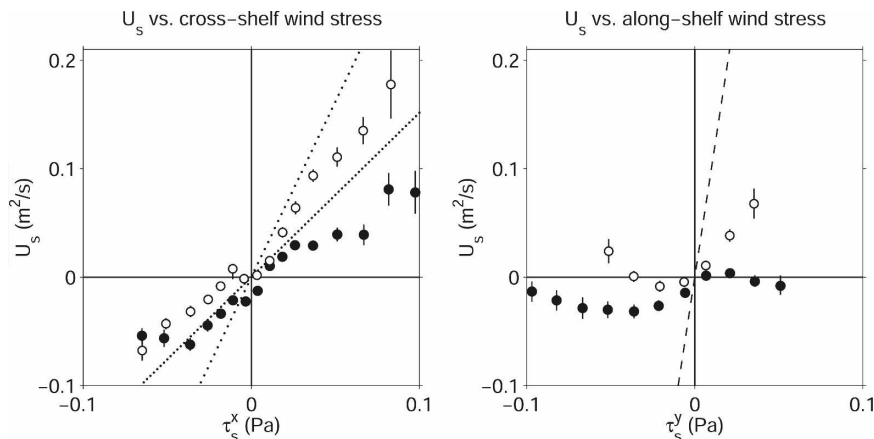 U_s vs. cross−shelf wind stress
0.2
0.1
0
−0.1
U_s (m²/s)
−0.1
0
0.1
τ_s^x (Pa)
U_s vs. along−shelf wind stress
0.2
0.1
0
−0.1
U_s (m²/s)
−0.1
0
0.1
τ_s^y (Pa)